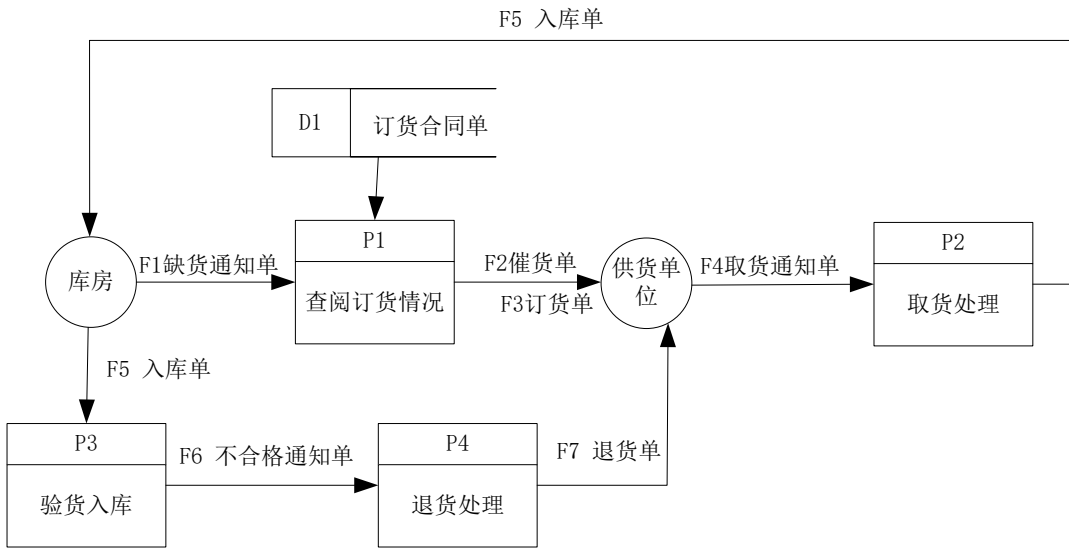 F5 入库单
D1
订货合同单
P1
查阅订货情况
库房
F1缺货通知单
F2催货单
F3订货单
供货单
位
F4取货通知单
P2
取货处理
F5 入库单
P3
验货入库
F6 不合格通知单
P4
退货处理
F7 退货单